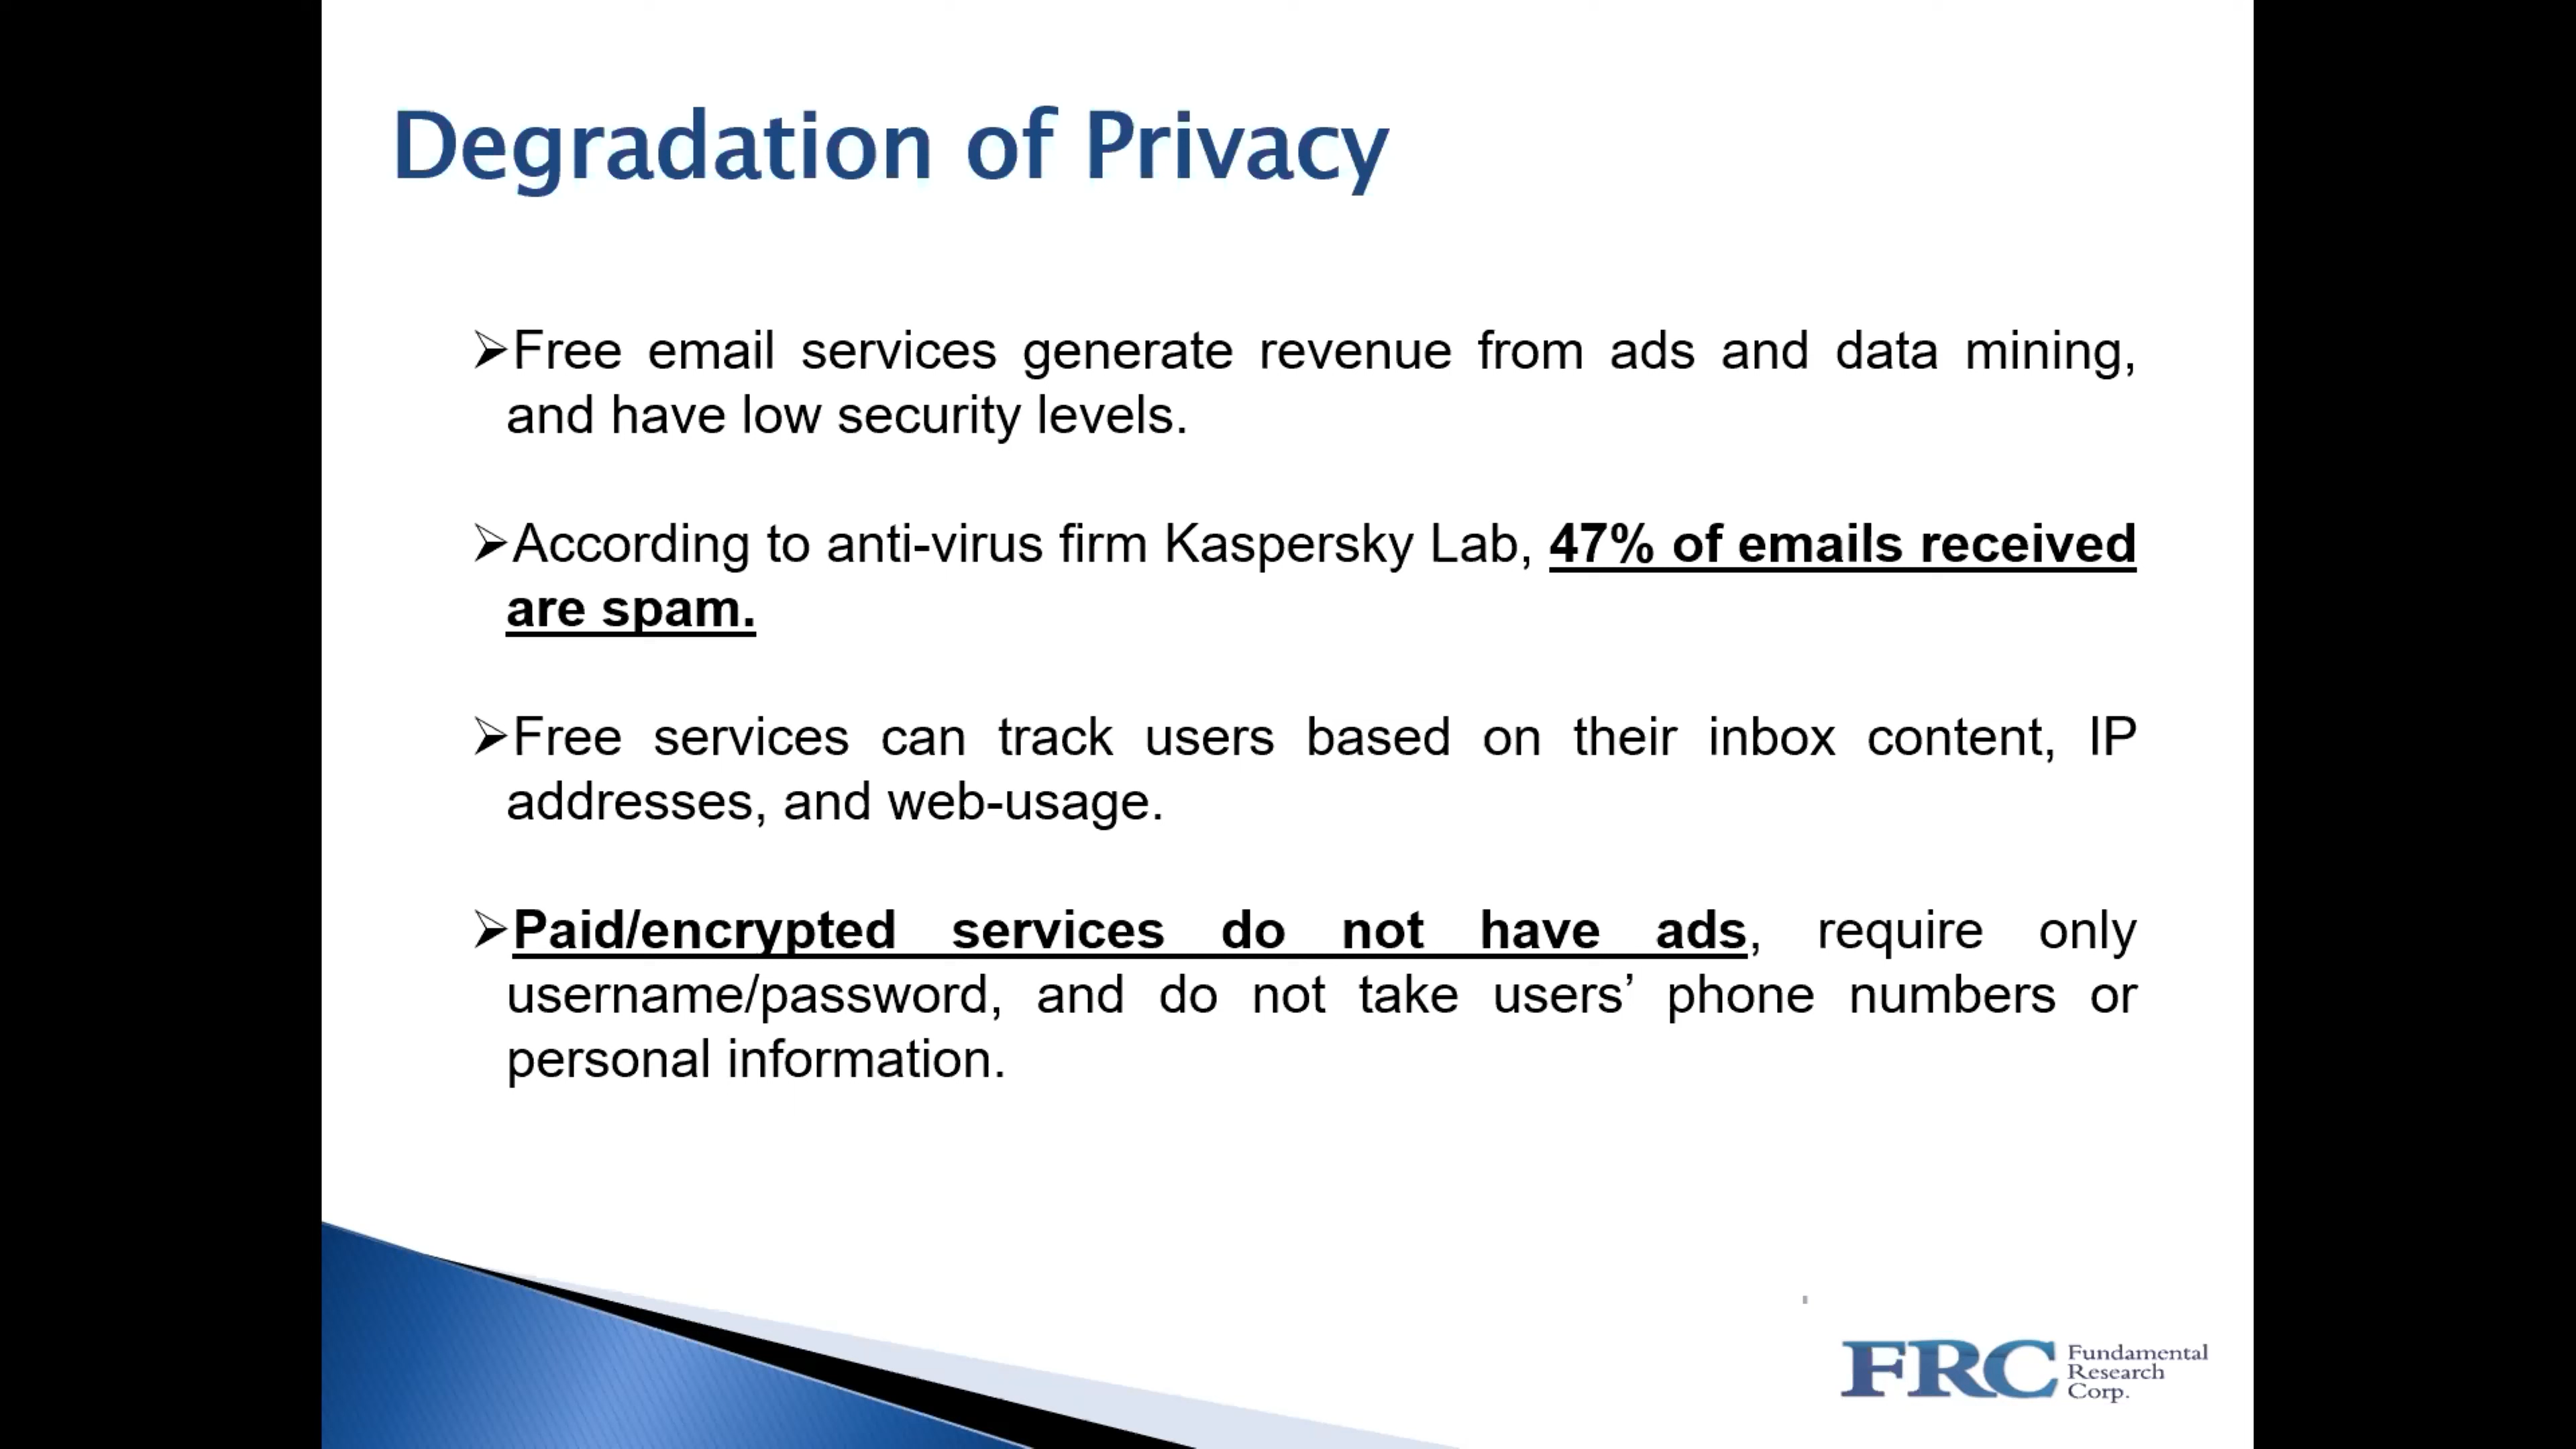 Degradation of Privacy
➢Free email services generate revenue from ads and data mining,
and have low security levels.
➢According to anti-virus firm Kaspersky Lab, 47% of emails received
are spam.
➢Free services can track users based on their inbox content, IP
addresses, and web-usage.
➢Paid/encrypted services do not have ads, require only
username/password, and do not take users’ phone numbers or
personal information.
FRC
Fundamental
Research
Corp.